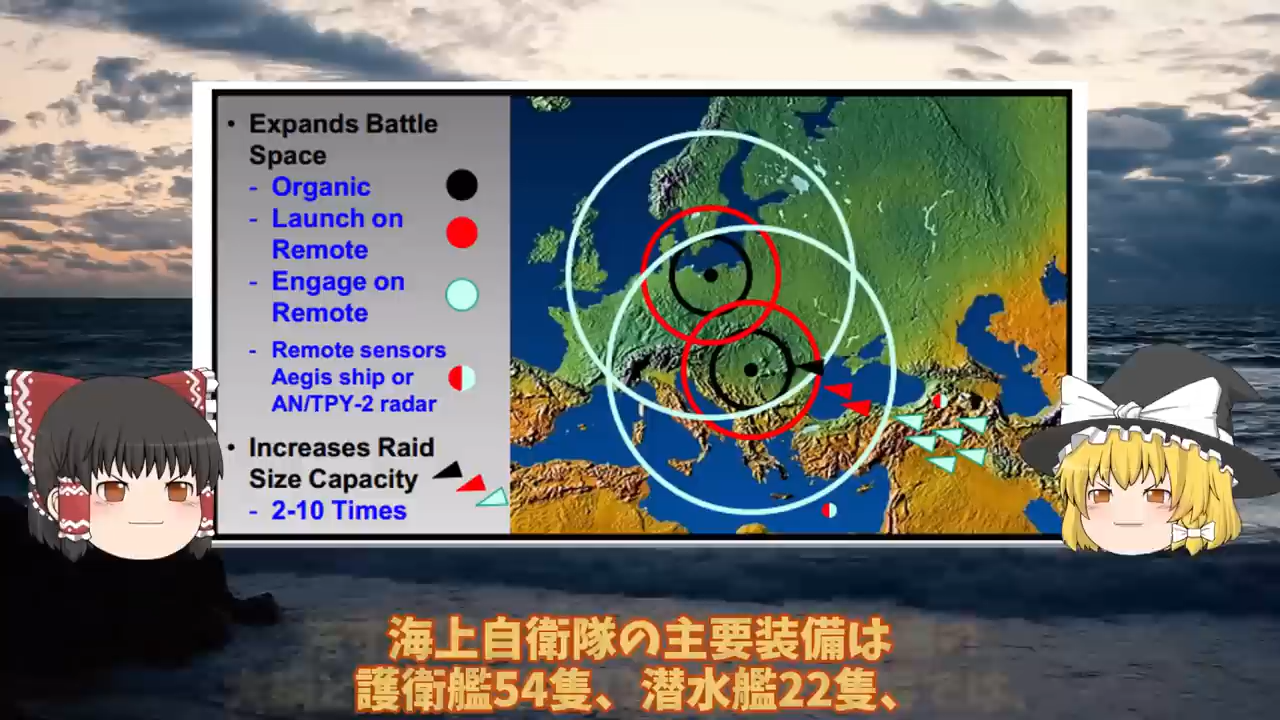 • Expands Battle
Space
- Organic
- Launch on
Remote
- Engage on
Remote
- Remote sensors
Aegis ship or
AN/TPY-2 radar
• Increases Raid
Size Capacity
- 2-10 Times
海上自衛隊の主要装備は
護衛艦54隻、潜水艦22隻、